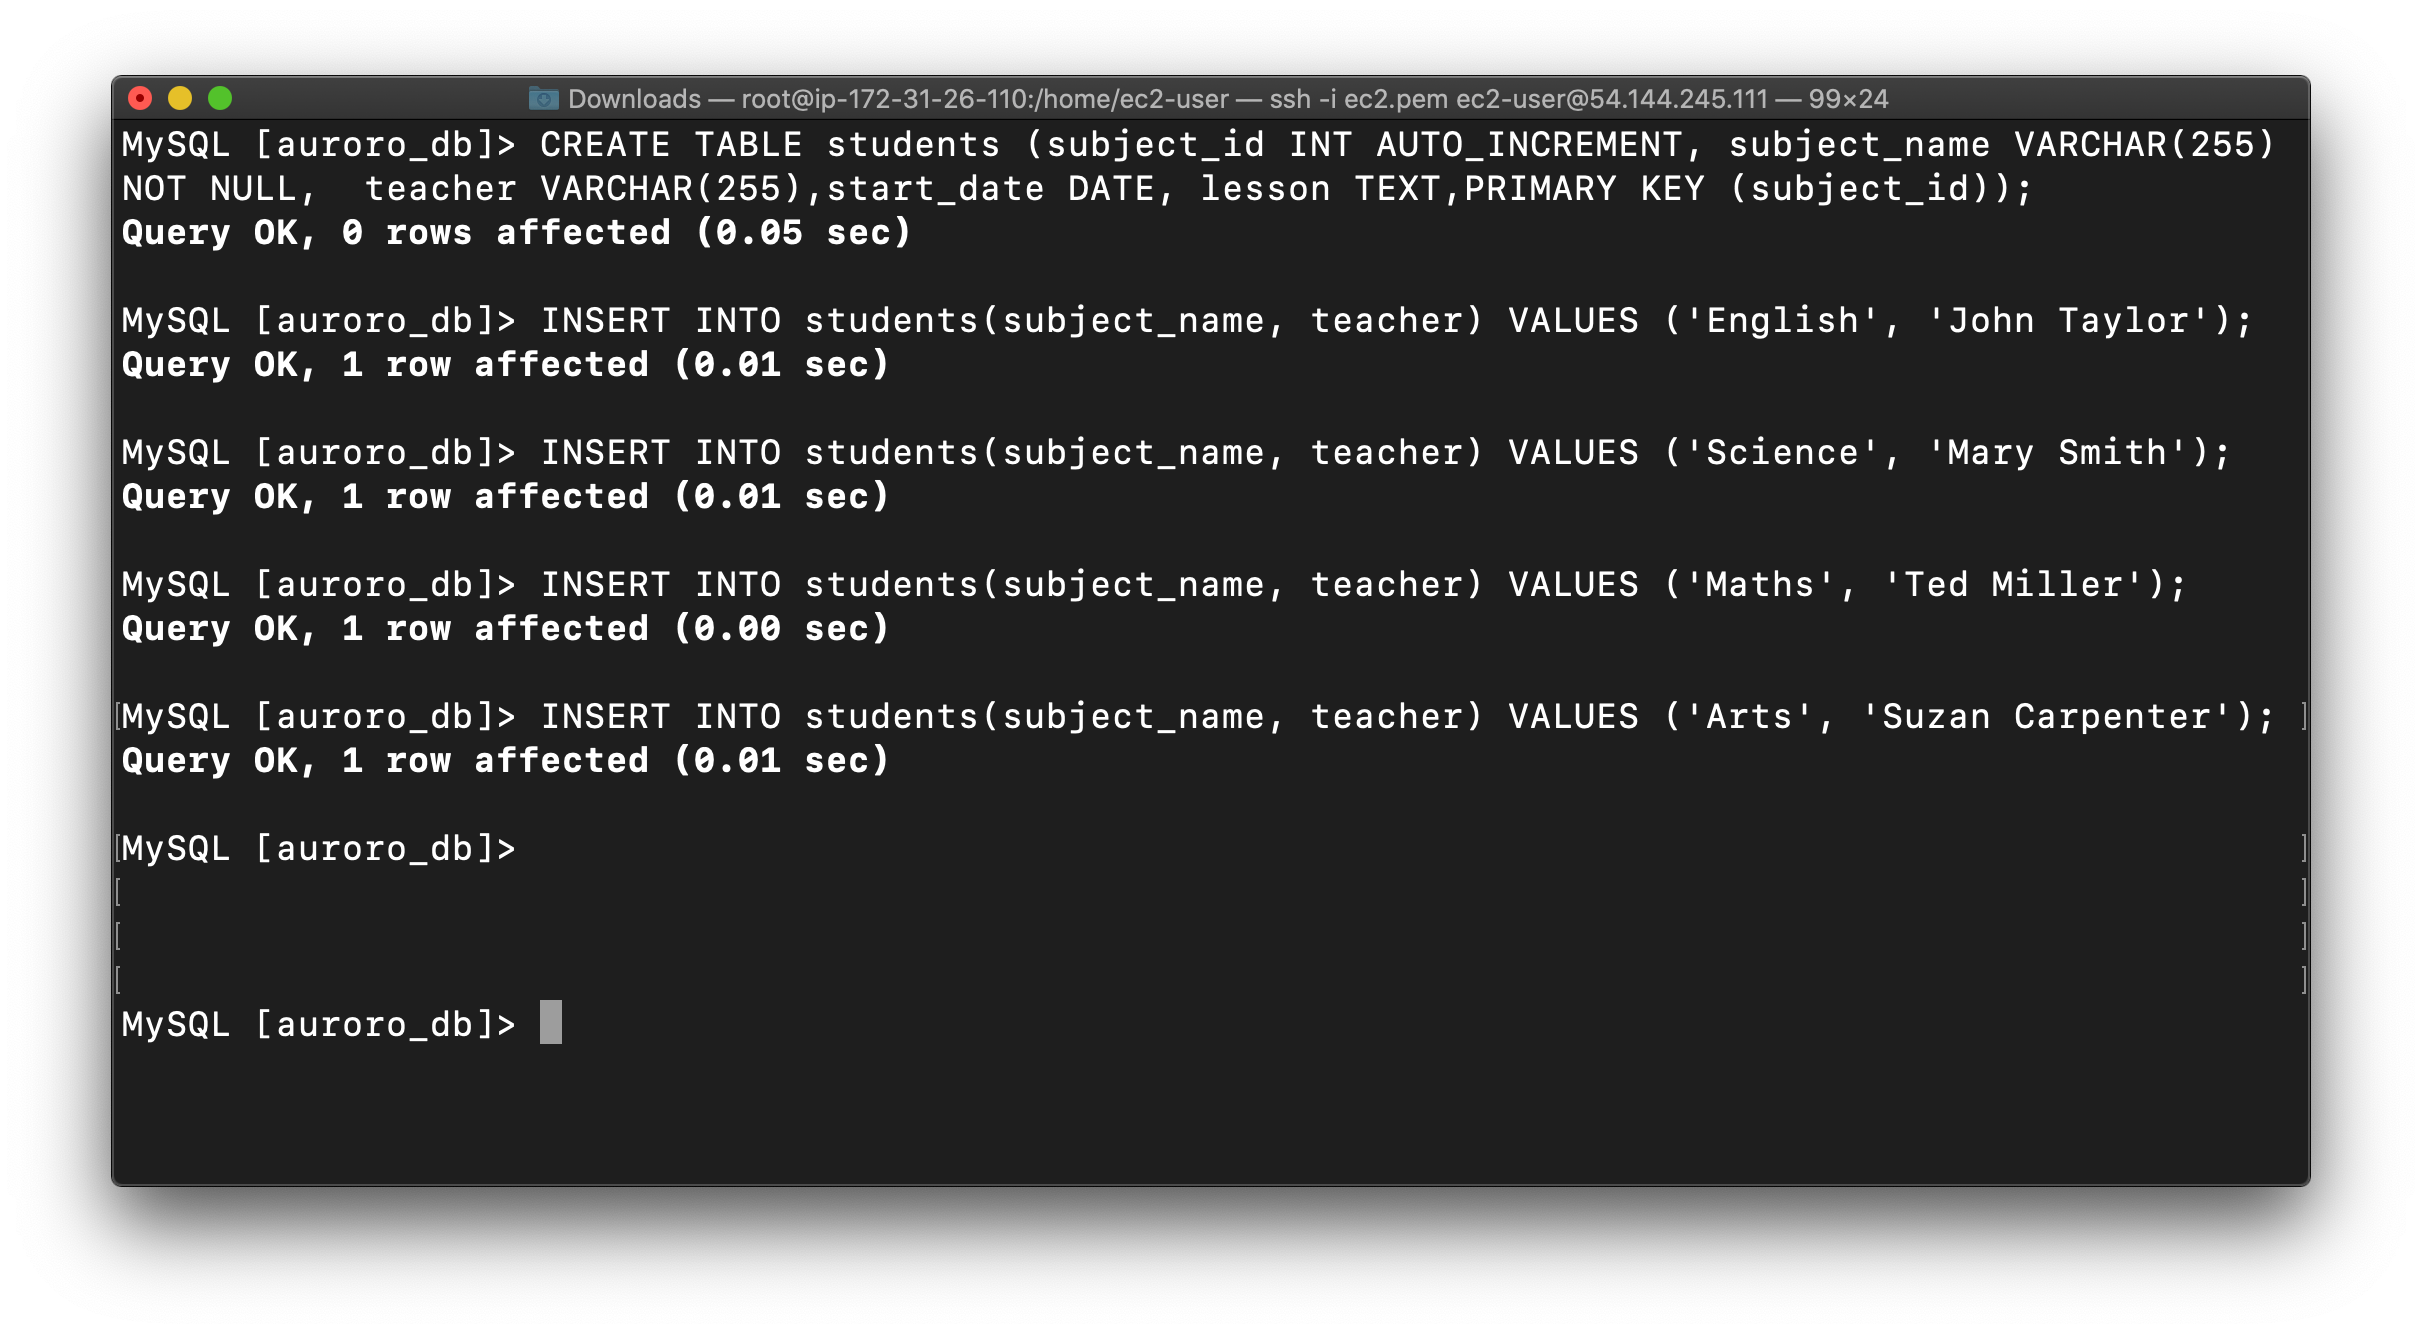 Downloads — root@ip-172-31-26-110:/home/ec2-user — ssh -i ec2.pem ec2-user@54.144.245.111 — 99×24
MySQL [auroro_db]> CREATE TABLE students (subject_id INT AUTO_INCREMENT, subject_name VARCHAR(255)
NOT NULL,  teacher VARCHAR(255),start_date DATE, lesson TEXT,PRIMARY KEY (subject_id));
Query OK, 0 rows affected (0.05 sec)
MySQL [auroro_db]> INSERT INTO students(subject_name, teacher) VALUES ('English', 'John Taylor');
Query OK, 1 row affected (0.01 sec)
MySQL [auroro_db]> INSERT INTO students(subject_name, teacher) VALUES ('Science', 'Mary Smith');
Query OK, 1 row affected (0.01 sec)
MySQL [auroro_db]> INSERT INTO students(subject_name, teacher) VALUES ('Maths', 'Ted Miller');
Query OK, 1 row affected (0.00 sec)
MySQL [auroro_db]> INSERT INTO students(subject_name, teacher) VALUES ('Arts', 'Suzan Carpenter');
Query OK, 1 row affected (0.01 sec)
MySQL [auroro_db]>
MySQL [auroro_db]>